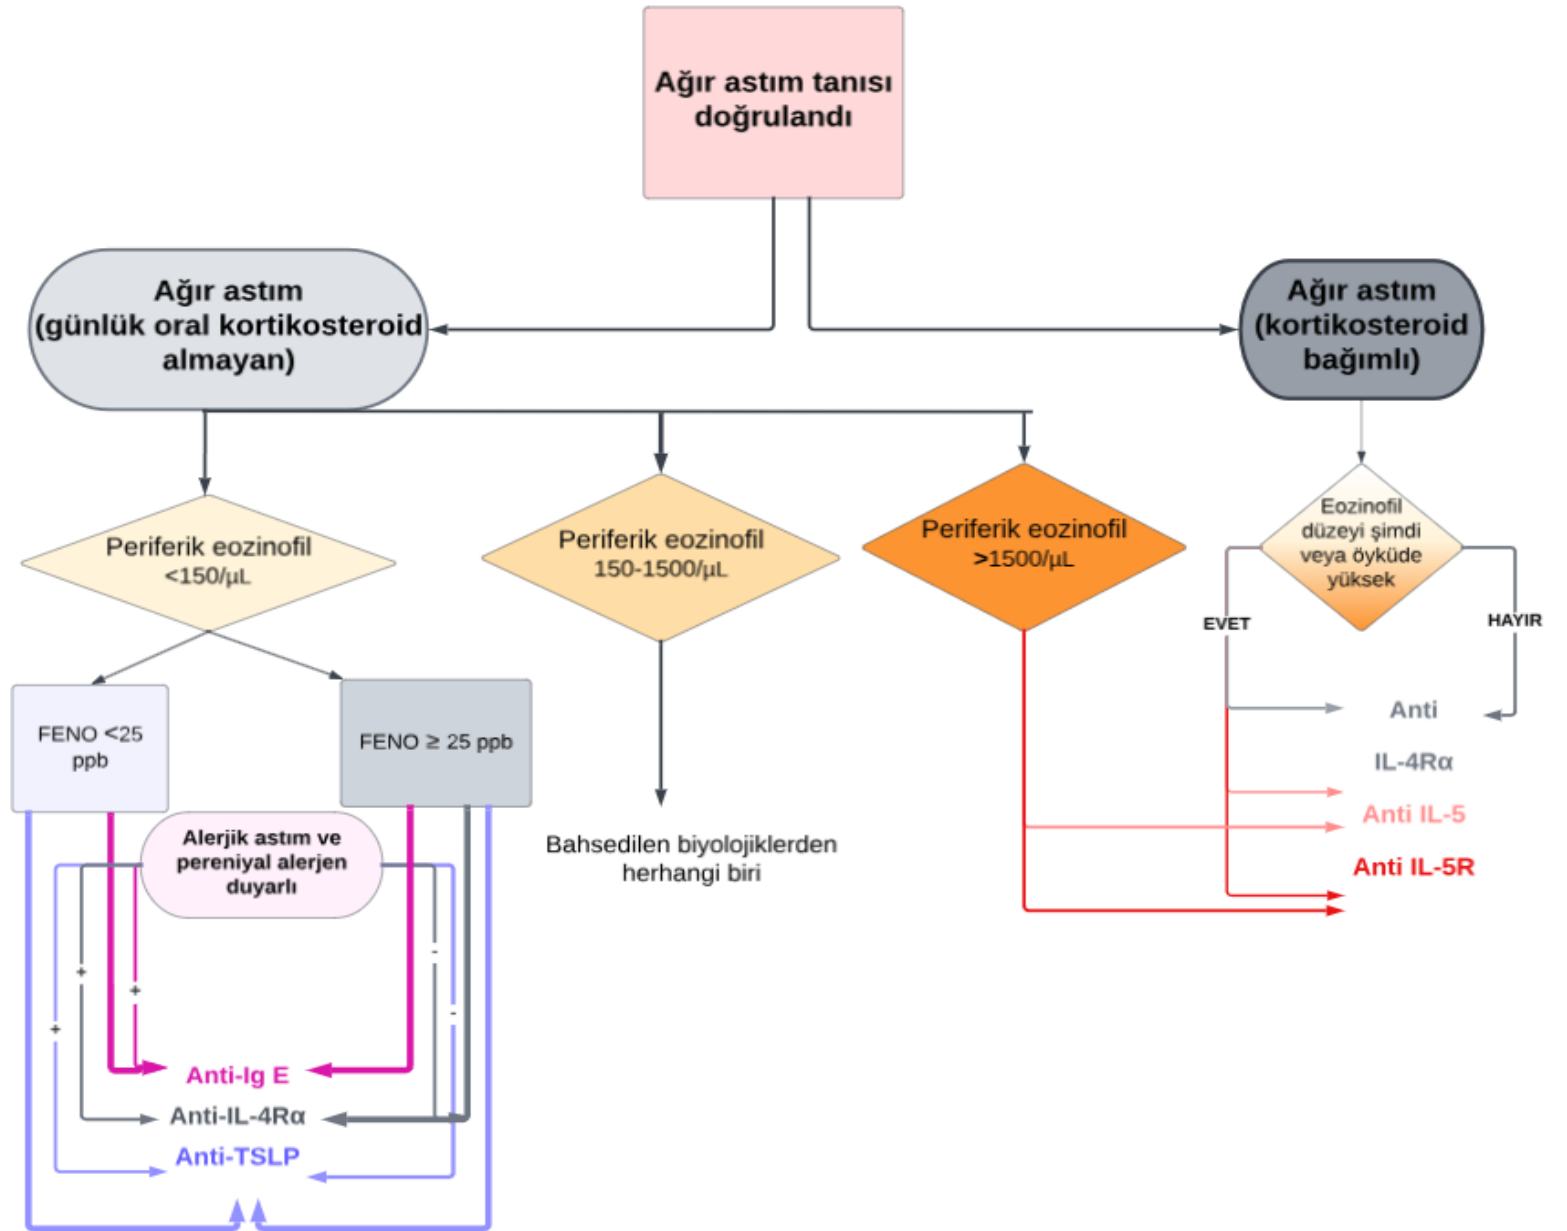 Ağır astım tanısı
doğrulandı
Ağır astım
(günlük oral kortikosteroid
almayan)
Ağır astım
(kortikosteroid
bağımlı)
Periferik eozinofil
<150/µL
Periferik eozinofil
150-1500/µL
Periferik eozinofil
>1500/µL
Eozinofil
düzeyi şimdi
veya öyküde
yüksek
EVET
HAYIR
FENO <25
ppb
FENO ≥ 25 ppb
Alerjik astım ve
pereniyal alerjen
duyarlı
Bahsedilen biyolojiklerden
herhangi biri
Anti
IL-4Rα
Anti IL-5
Anti IL-5R
+
+
+
-
-
Anti-Ig E
Anti-IL-4Rα
Anti-TSLP